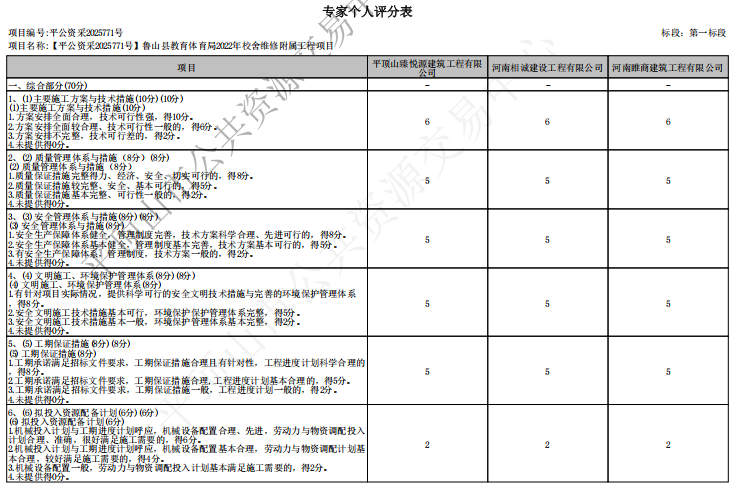 专家个人评分表
项目编号:平公资采2025771号
标段: 第一标段
项目名称:【平公资采2025771号】鲁山县教育体育局2022年校舍维修附属工程项目
项目
平顶山臻悦源建筑工程有限公司
河南相诚建设工程有限公司
河南睢商建筑工程有限公司
一、综合部分(70分)
-
-
-
1、(1)主要施工方案与技术措施(10分)(10分)
(1)主要施工方案与技术措施(10分)
1.方案安排全面合理，技术可行性强，得10分。
2.方案安排全面较合理、技术可行性一般的，得6分。
3.方案安排不完整，技术可行差的，得2分。
4.未提供得0分。
6
6
6
2、(2)质量管理体系与措施（8分）(8分)
(2)质量管理体系与措施（8分）
1.质量保证措施完整得力、经济、安全、切实可行的，得8分。
2.质量保证措施较完整、安全、基本可行的，得5分。
3.质量保证措施基本完整、可行性一般的，得2分。
4.未提供得0分。
5
5
5
3、(3)安全管理体系与措施(8分)(8分)
(3)安全管理体系与措施(8分)
1.安全生产保障体系健全，管理制度完善，技术方案科学合理、先进可行的，得8分。
2.安全生产保障体系基本健全，管理制度基本完善，技术方案基本可行的，得5分。
3.有安全生产保障体系、管理制度，技术方案一般的，得2分。
4.未提供得0分。
5
5
5
4、(4)文明施工、环境保护管理体系(8分)(8分)
(4)文明施工、环境保护管理体系(8分)
1.有针对项目实际情况，提供科学可行的安全文明技术措施与完善的环境保护管理体系
，得8分。
2.安全文明施工技术措施基本可行，环境保护保护管理体系完整，得5分。
3.安全文明施工技术措施基本一般，环境保护管理体系基本完整，得2分。
4.未提供得0分。
5
5
5
5、(5)工期保证措施(8分)(8分)
(5)工期保证措施(8分)
1.工期承诺满足招标文件要求，工期保证措施合理且有针对性，工程进度计划科学合理的
，得8分。
2.工期承诺满足招标文件要求，工期保证措施合理,工程进度计划基本合理的，得5分。
3.工期承诺满足招标文件要求，工期保证措施一般，工程进度计划一般的，得2分。
4.未提供得0分。
5
5
5
6、(6)拟投入资源配备计划(6分)(6分)
(6)拟投入资源配备计划(6分)
1.机械投入计划与工期进度计划呼应，机械设备配置合理、先进，劳动力与物资调配投入
计划合理、准确，很好满足施工需要的，得6分。
2.机械投入计划与工期进度计划呼应，机械设备配置基本合理，劳动力与物资调配计划基
本合理，较好满足施工需要的，得4分。
3.机械设备配置一般，劳动力与物资调配投入计划基本满足施工需要的，得2分。
4.未提供得0分。
2
2
2
平顶山市公共资源交易中心